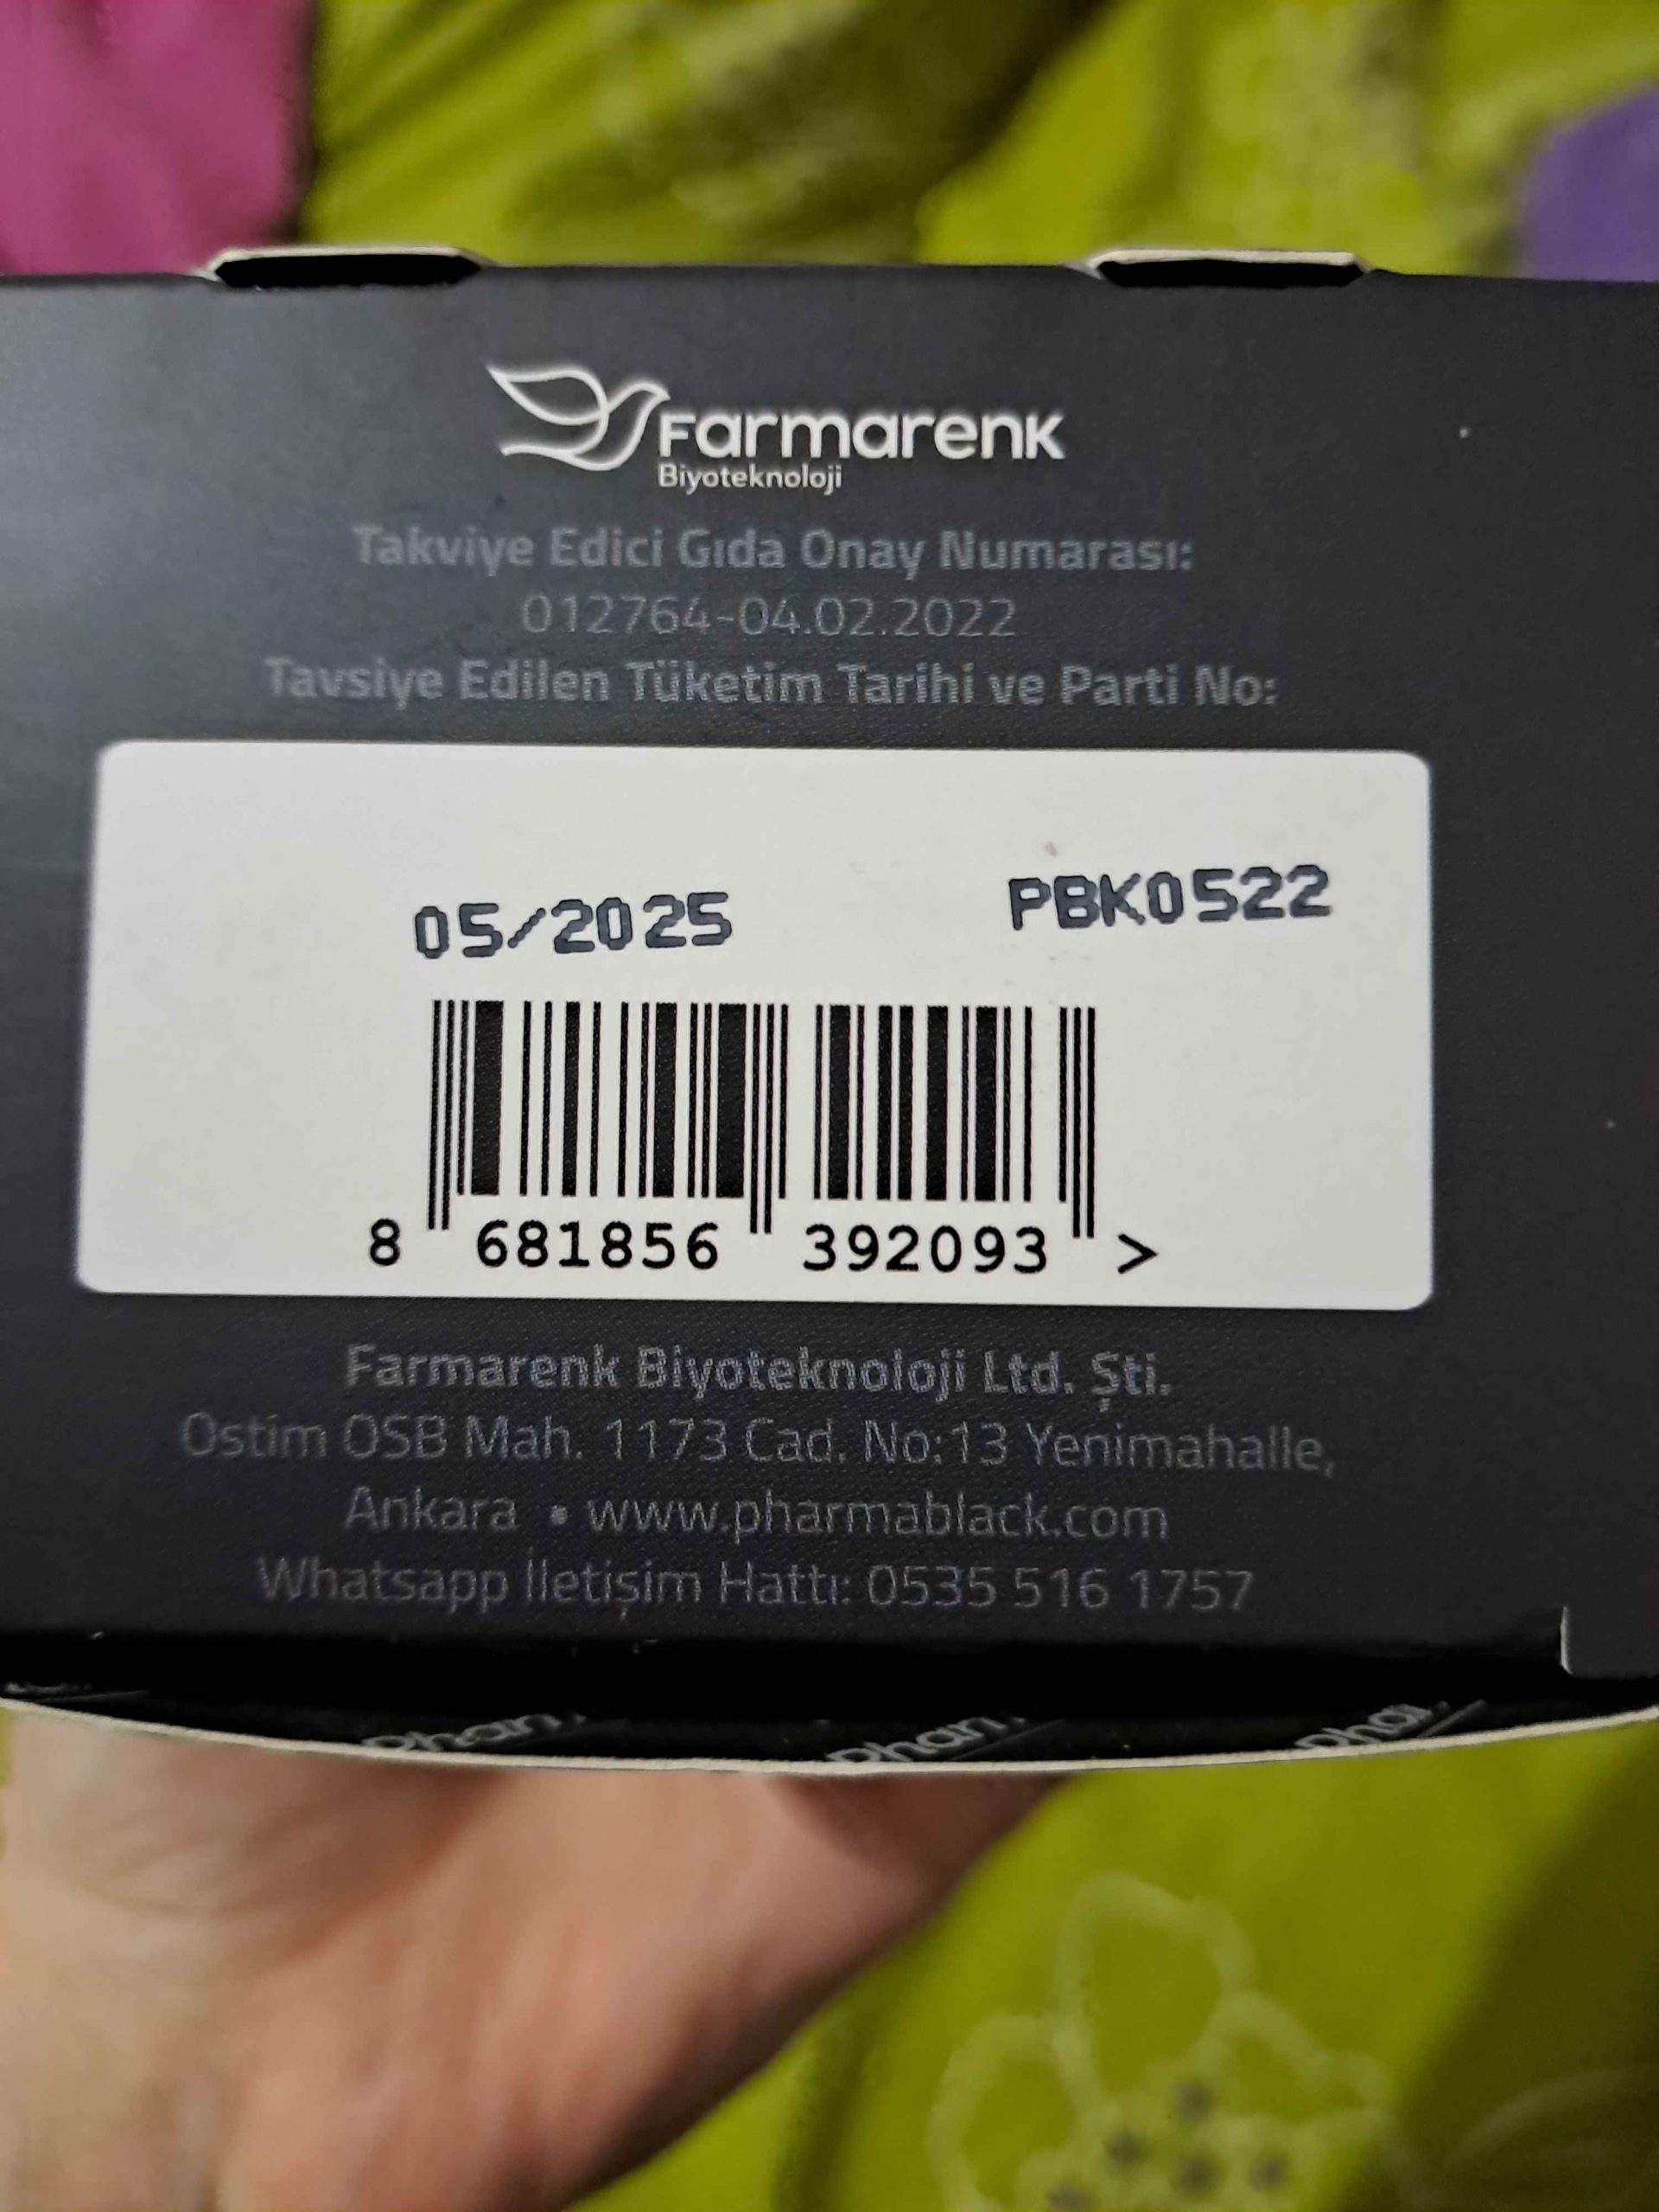 Farmarenk
Biyoteknoloji
Takviye Edici Gıda Onay Numarası:
012764-04.02.2022
Tavsiye Edilen Tüketim Tarihi ve Parti No:
05/2025 PBK0522
8 681856 392093 >
Farmarenk Biyoteknoloji Ltd. Şti.
Ostim OSB Mah. 1173 Cad. No:13 Yenimahalle,
Ankara • www.pharmablack.com
Whatsapp İletişim Hattı: 0535 516 1757